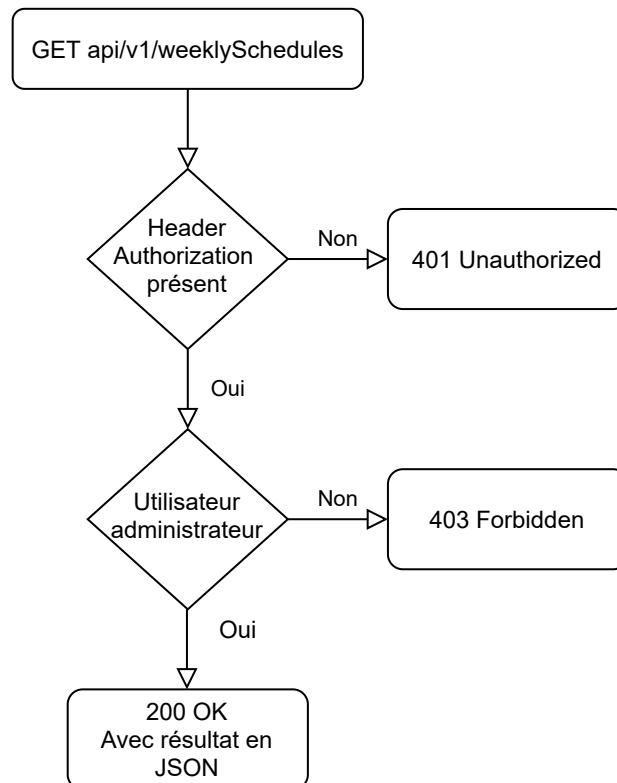 GET api/v1/weeklySchedules
Header
Authorization
présent
Non
401 Unauthorized
Oui
Utilisateur
administrateur
Non
403 Forbidden
Oui
200 OK
Avec résultat en
JSON